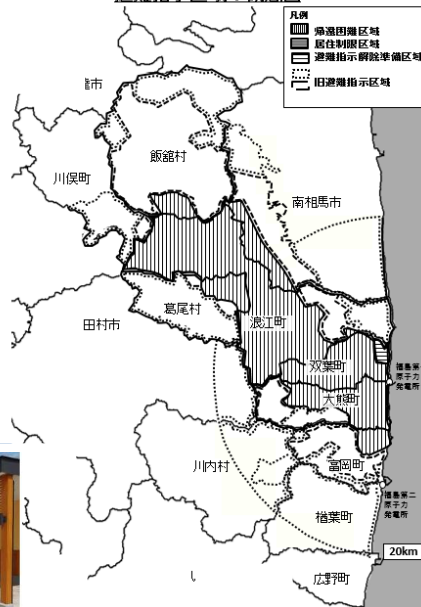 凡例
帰還困難区域
居住制限区域
避難指示解除準備区域
旧避難指示区域
市
飯舘村
川俣町
南相馬市
葛尾村
田村市
浪江町
双葉町
福島第一
原子力
発電所
大熊町
川内村
富岡町
福島第二
原子力
発電所
楢葉町
20km
広野町